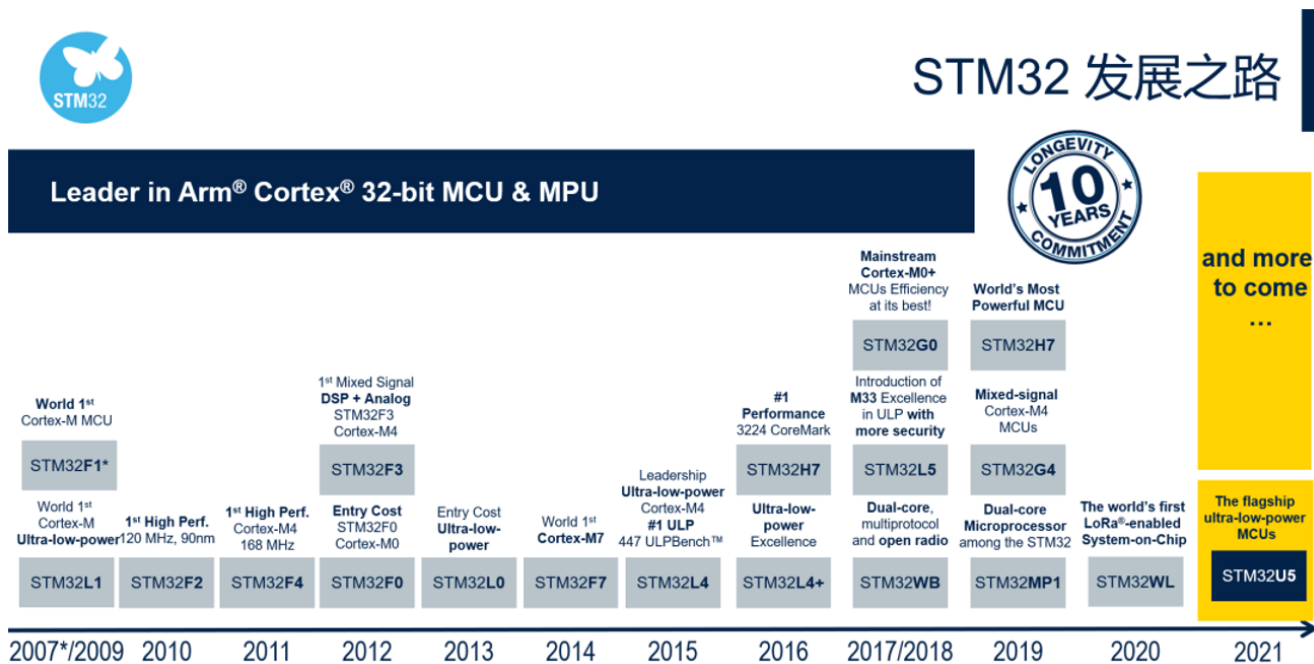 STM32
STM32 发展之路
Leader in Arm® Cortex® 32-bit MCU & MPU
LONGEVITY
10
YEARS
COMMITMENT
World 1st
Cortex-M MCU
STM32F1*
World 1st
Cortex-M
Ultra-low-power
STM32L1
2007*/2009
1st High Perf.
120 MHz, 90nm
STM32F2
2010
1st High Perf.
Cortex-M4
168 MHz
STM32F4
2011
1st Mixed Signal
DSP + Analog
STM32F3
Cortex-M4
STM32F3
Entry Cost
STM32F0
Cortex-M0
STM32F0
2012
Entry Cost
Ultra-low-
power
STM32L0
2013
World 1st
Cortex-M7
STM32F7
2014
Leadership
Ultra-low-power
Cortex-M4
#1 ULP
447 ULPBench™
STM32L4
2015
#1
Performance
3224 CoreMark
STM32H7
Ultra-low-
power
Excellence
STM32L4+
2016
Mainstream
Cortex-M0+
MCUs Efficiency
at its best!
STM32G0
Introduction of
M33 Excellence
in ULP with
more security
STM32L5
Dual-core,
multiprotocol
and open radio
STM32WB
2017/2018
World's Most
Powerful MCU
STM32H7
Mixed-signal
Cortex-M4
MCUs
STM32G4
Dual-core
Microprocessor
among the STM32
STM32MP1
2019
The world's first
LoRa®-enabled
System-on-Chip
STM32WL
2020
and more
to come
...
The flagship
ultra-low-power
MCUs
STM32U5
2021